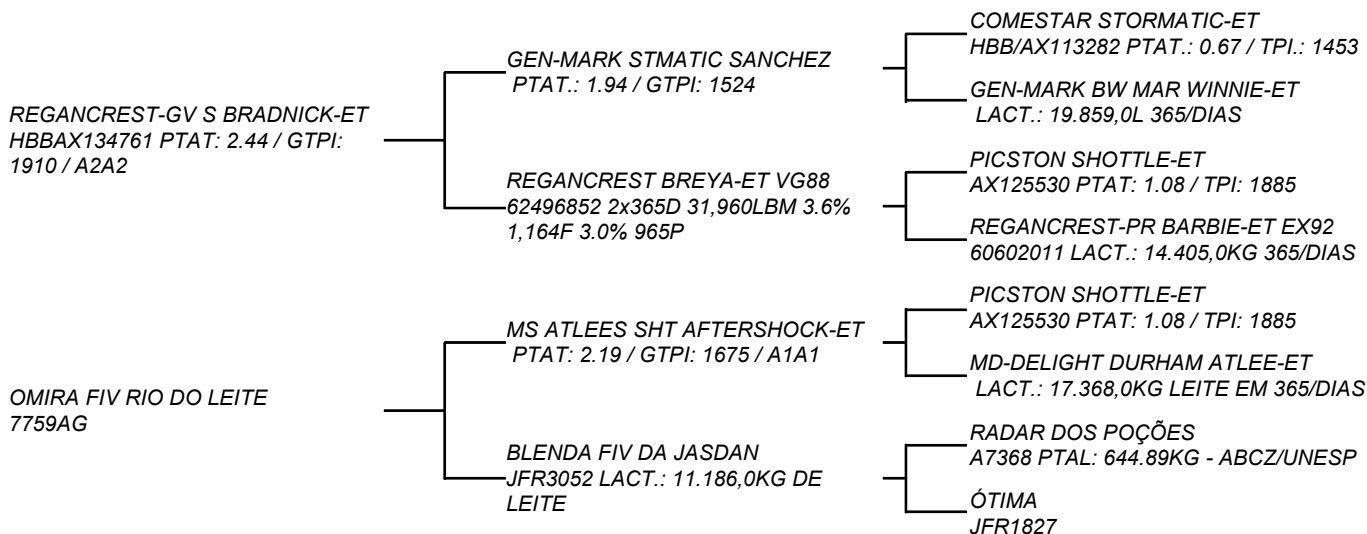 COMESTAR STORMATIC-ET
HBB/AX113282 PTAT.: 0.67 / TPI.: 1453
GEN-MARK STMATIC SANCHEZ
PTAT.: 1.94 / GTPI: 1524
GEN-MARK BW MAR WINNIE-ET
LACT.: 19.859,0L 365/DIAS
REGANCREST-GV S BRADNICK-ET
HBBAX134761 PTAT: 2.44 / GTPI:
1910 / A2A2
PICSTON SHOTTLE-ET
AX125530 PTAT: 1.08 / TPI: 1885
REGANCREST BREYA-ET VG88
62496852 2x365D 31,960LBM 3.6%
1,164F 3.0% 965P
REGANCREST-PR BARBIE-ET EX92
60602011 LACT.: 14.405,0KG 365/DIAS
PICSTON SHOTTLE-ET
AX125530 PTAT: 1.08 / TPI: 1885
MS ATLEES SHT AFTERSHOCK-ET
PTAT: 2.19 / GTPI: 1675 / A1A1
MD-DELIGHT DURHAM ATLEE-ET
LACT.: 17.368,0KG LEITE EM 365/DIAS
OMIRA FIV RIO DO LEITE
7759AG
RADAR DOS POÇÕES
A7368 PTAL: 644.89KG - ABCZ/UNESP
BLENDA FIV DA JASDAN
JFR3052 LACT.: 11.186,0KG DE
LEITE
ÓTIMA
JFR1827